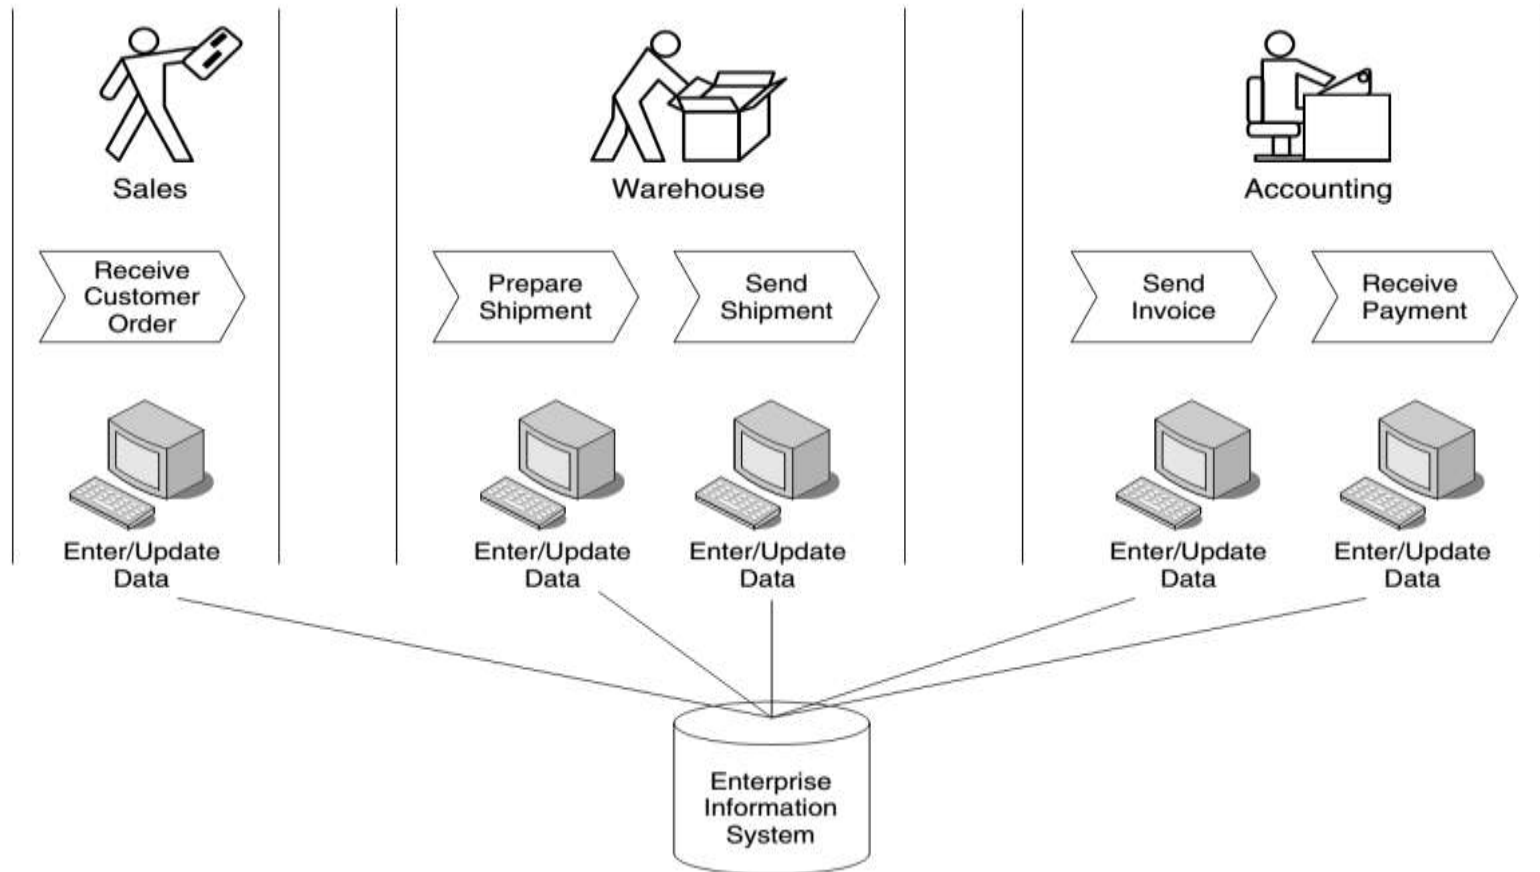 Sales
Warehouse
Accounting
Receive
Customer
Order
Prepare
Shipment
Send
Shipment
Send
Invoice
Receive
Payment
Enter/Update
Data
Enter/Update
Data
Enter/Update
Data
Enter/Update
Data
Enter/Update
Data
Enterprise
Information
System